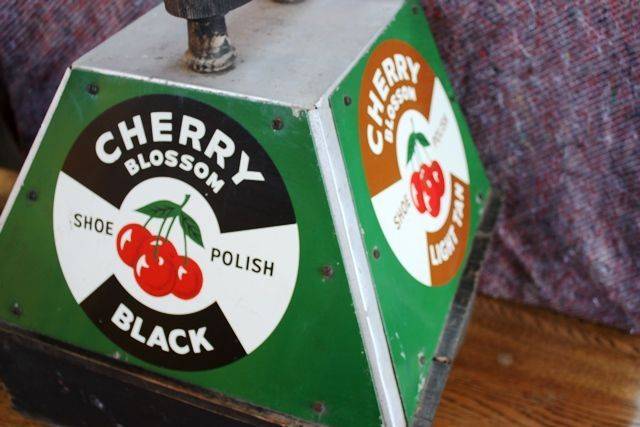 CHERRY
BLOSSOM
SHOE POLISH
BLACK
CHERRY
BLOSSOM
SHOE POLISH
LIGHT TAN